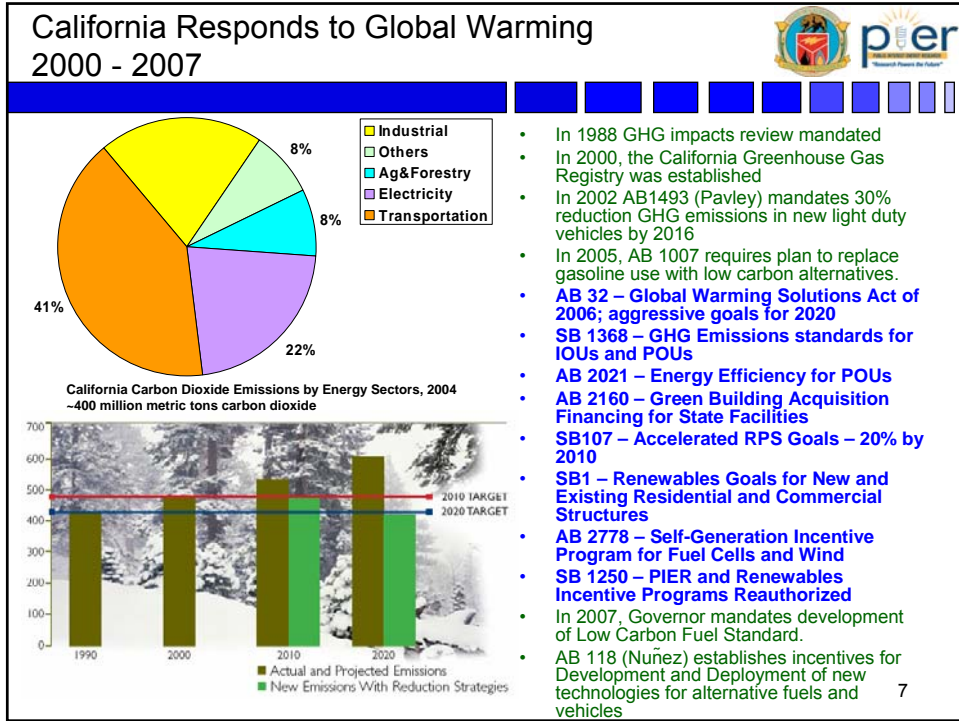 California Responds to Global Warming
2000 - 2007
pier
PUBLIC INTEREST ENERGY RESEARCH
"Research Powers the Future"
Industrial
Others
Ag&Forestry
Electricity
Transportation
8%
8%
41%
22%
California Carbon Dioxide Emissions by Energy Sectors, 2004
~400 million metric tons carbon dioxide
700
600
500
400
300
200
100
0
2010 TARGET
2020 TARGET
1990
2000
2010
2020
Actual and Projected Emissions
New Emissions With Reduction Strategies
• In 1988 GHG impacts review mandated
• In 2000, the California Greenhouse Gas
Registry was established
• In 2002 AB1493 (Pavley) mandates 30%
reduction GHG emissions in new light duty
vehicles by 2016
• In 2005, AB 1007 requires plan to replace
gasoline use with low carbon alternatives.
• AB 32 – Global Warming Solutions Act of
2006; aggressive goals for 2020
• SB 1368 – GHG Emissions standards for
IOUs and POUs
• AB 2021 – Energy Efficiency for POUs
• AB 2160 – Green Building Acquisition
Financing for State Facilities
• SB107 – Accelerated RPS Goals – 20% by
2010
• SB1 – Renewables Goals for New and
Existing Residential and Commercial
Structures
• AB 2778 – Self-Generation Incentive
Program for Fuel Cells and Wind
• SB 1250 – PIER and Renewables
Incentive Programs Reauthorized
• In 2007, Governor mandates development
of Low Carbon Fuel Standard.
• AB 118 (Nuñez) establishes incentives for
Development and Deployment of new
technologies for alternative fuels and
vehicles
7